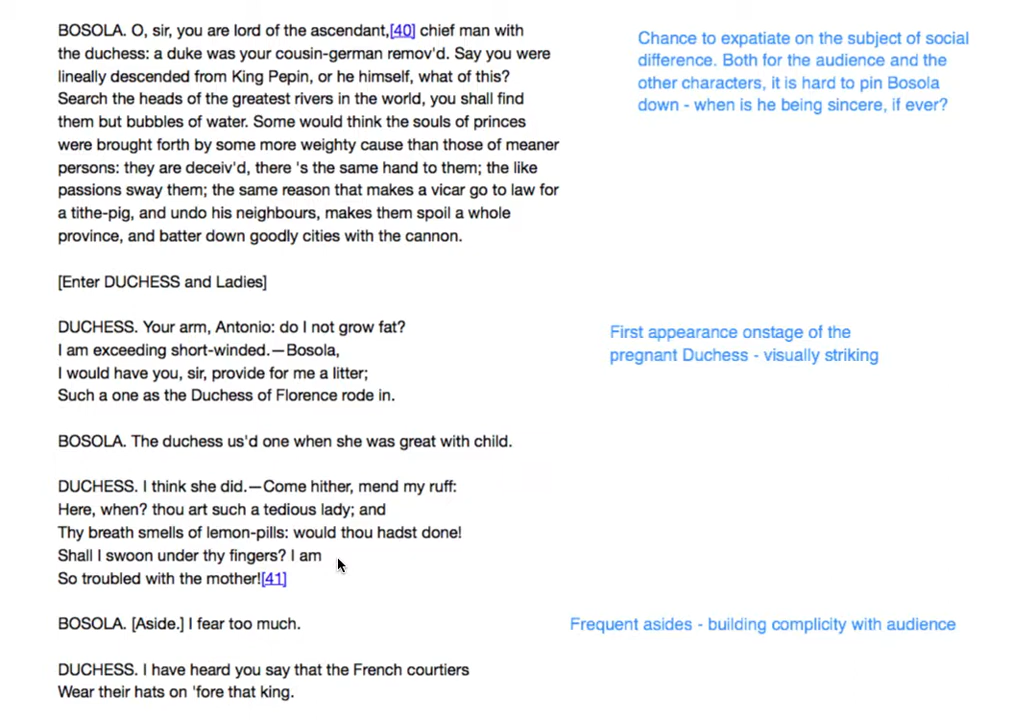 BOSOLA. O, sir, you are lord of the ascendant,[40] chief man with
the duchess: a duke was your cousin-german remov'd. Say you were
lineally descended from King Pepin, or he himself, what of this?
Search the heads of the greatest rivers in the world, you shall find
them but bubbles of water. Some would think the souls of princes
were brought forth by some more weighty cause than those of meaner
persons: they are deceiv'd, there 's the same hand to them; the like
passions sway them; the same reason that makes a vicar go to law for
a tithe-pig, and undo his neighbours, makes them spoil a whole
province, and batter down goodly cities with the cannon.
Chance to expatiate on the subject of social
difference. Both for the audience and the
other characters, it is hard to pin Bosola
down - when is he being sincere, if ever?
[Enter DUCHESS and Ladies]
DUCHESS. Your arm, Antonio: do I not grow fat?
I am exceeding short-winded.—Bosola,
I would have you, sir, provide for me a litter;
Such a one as the Duchess of Florence rode in.
First appearance onstage of the
pregnant Duchess - visually striking
BOSOLA. The duchess us'd one when she was great with child.
DUCHESS. I think she did.—Come hither, mend my ruff:
Here, when? thou art such a tedious lady; and
Thy breath smells of lemon-pills: would thou hadst done!
Shall I swoon under thy fingers? I am
So troubled with the mother![41]
BOSOLA. [Aside.] I fear too much.
Frequent asides - building complicity with audience
DUCHESS. I have heard you say that the French courtiers
Wear their hats on 'fore that king.